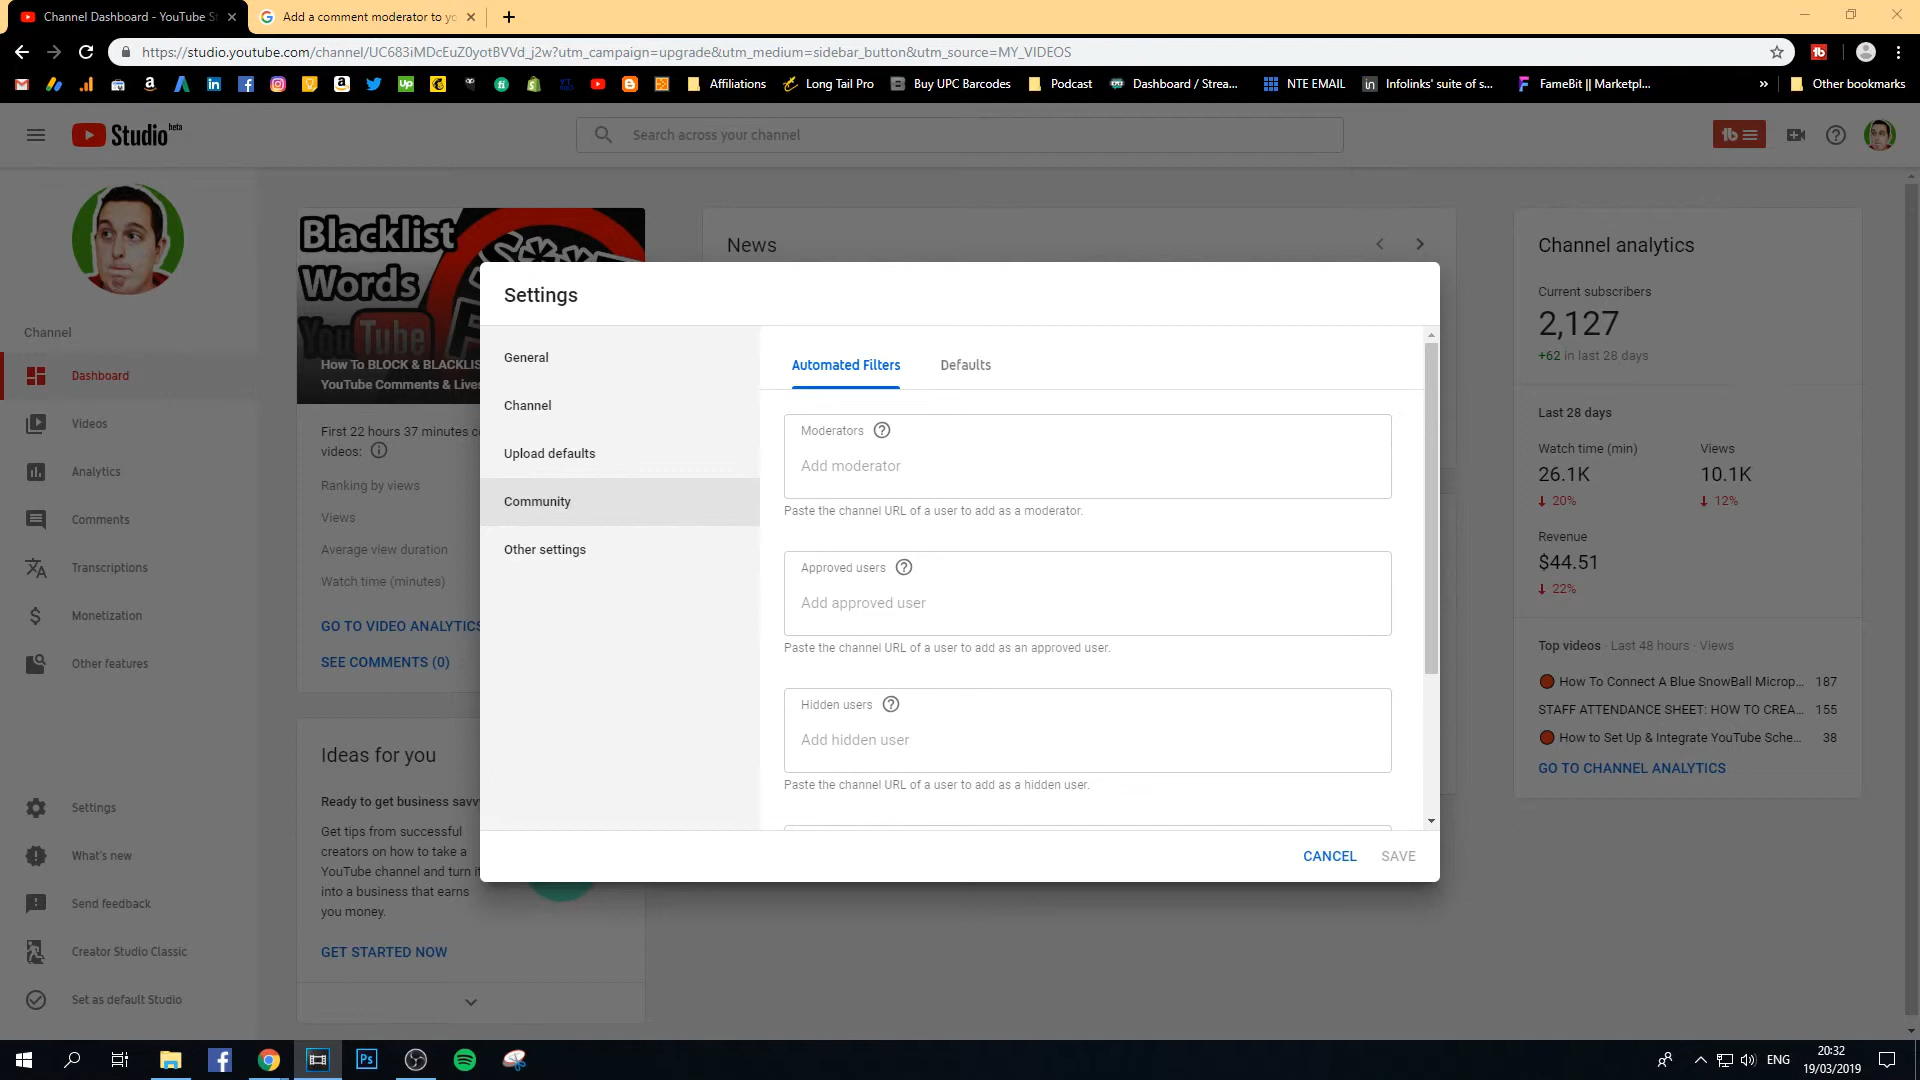 Channel Dashboard - YouTube St
Add a comment moderator to yo
https://studio.youtube.com/channel/UC683iMDcEuZ0yotBVVd_j2w?utm_campaign=upgrade&utm_medium=sidebar_button&utm_source=MY_VIDEOS
Affiliations
Long Tail Pro
Buy UPC Barcodes
Podcast
Dashboard / Strea...
NTE EMAIL
Infolinks' suite of s...
FameBit || Marketpl...
»
Other bookmarks
Studio beta
Search across your channel
Channel
Dashboard
Videos
Analytics
Comments
Transcriptions
Monetization
Other features
Settings
What's new
Send feedback
Creator Studio Classic
Set as default Studio
Blacklist
Words
YouTube
How To BLOCK & BLACKLIS
YouTube Comments & Lives
First 22 hours 37 minutes c
videos:
Ranking by views
Views
Average view duration
Watch time (minutes)
GO TO VIDEO ANALYTICS
SEE COMMENTS (0)
Ideas for you
Ready to get business savvy
Get tips from successful
creators on how to take a
YouTube channel and turn it
into a business that earns
you money.
GET STARTED NOW
News
Settings
General
Channel
Upload defaults
Community
Other settings
Automated Filters
Defaults
Moderators
Add moderator
Paste the channel URL of a user to add as a moderator.
Approved users
Add approved user
Paste the channel URL of a user to add as an approved user.
Hidden users
Add hidden user
Paste the channel URL of a user to add as a hidden user.
CANCEL
SAVE
Channel analytics
Current subscribers
2,127
+62 in last 28 days
Last 28 days
Watch time (min)
Views
26.1K
10.1K
20%
12%
Revenue
$44.51
22%
Top videos · Last 48 hours · Views
How To Connect A Blue SnowBall Microp... 187
STAFF ATTENDANCE SHEET: HOW TO CREA... 155
How to Set Up & Integrate YouTube Sche... 38
GO TO CHANNEL ANALYTICS
Ps
ENG
20:32
19/03/2019